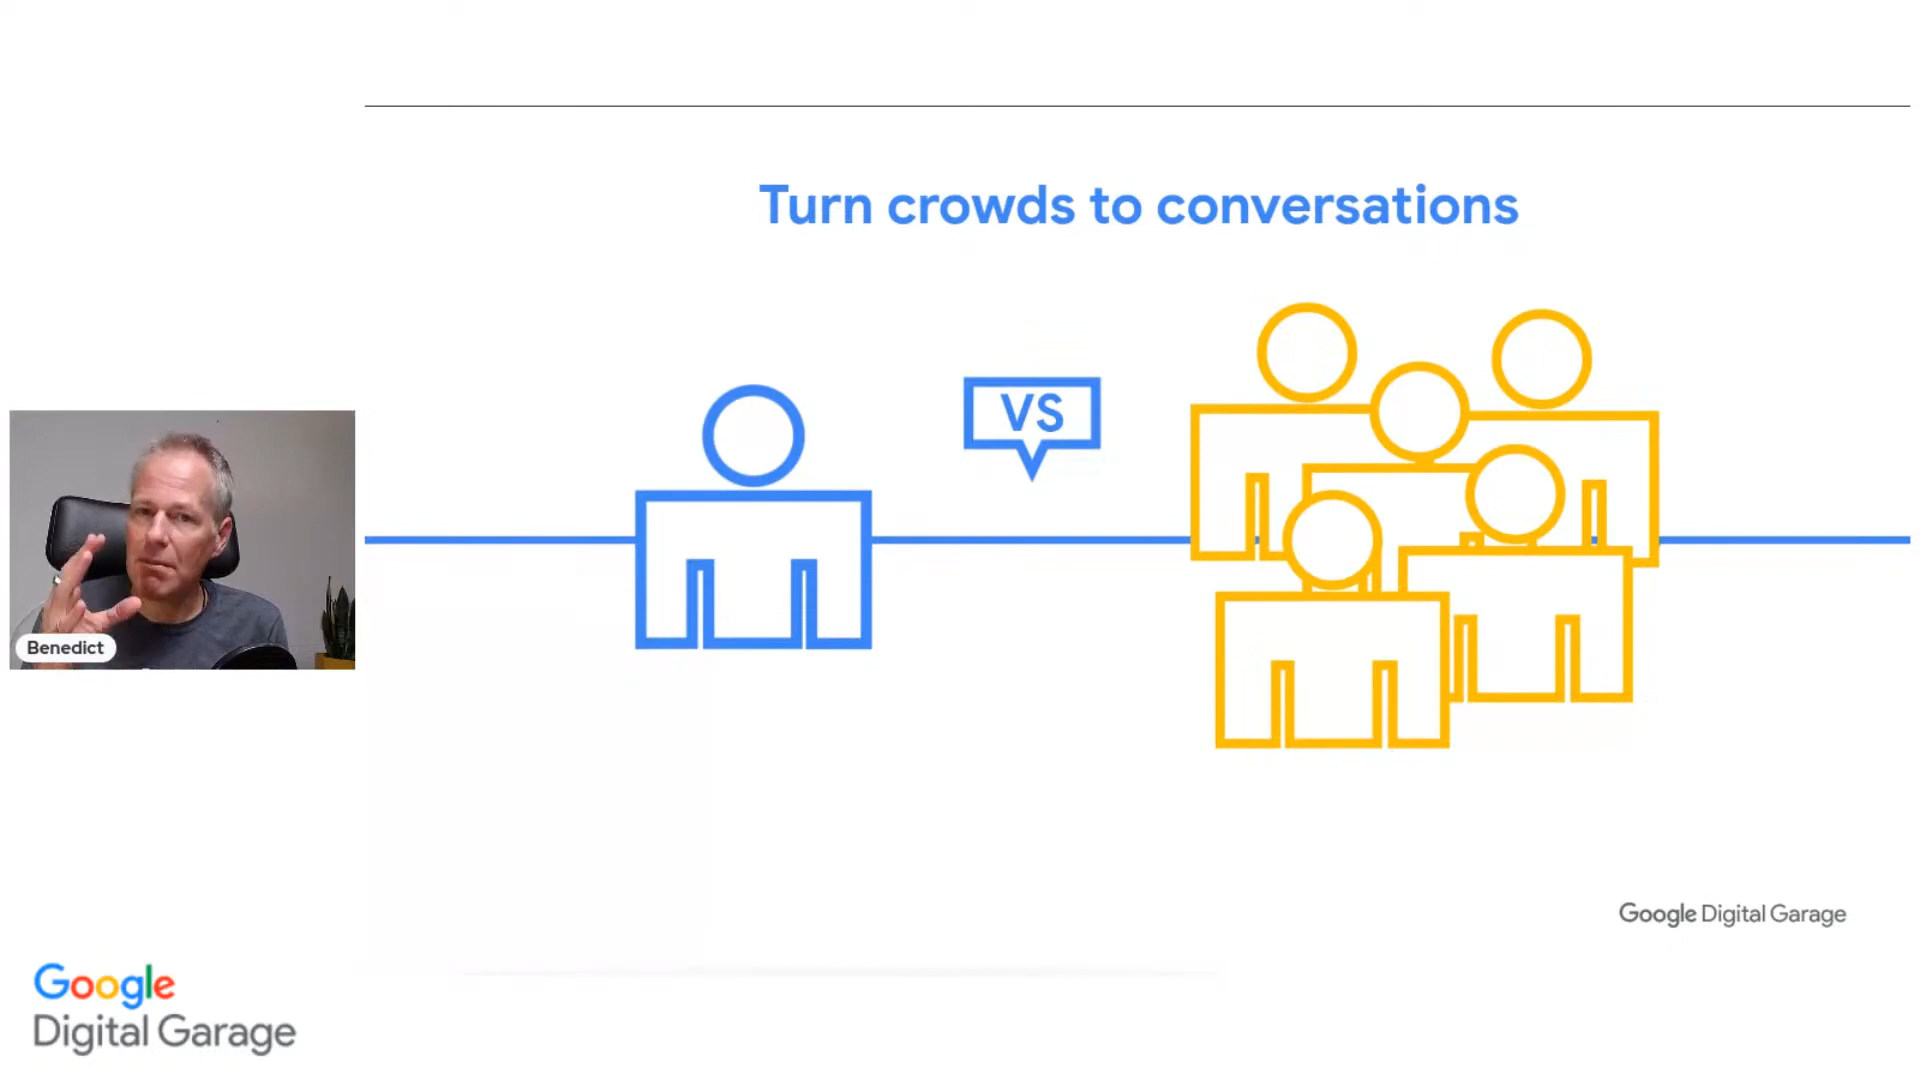 Turn crowds to conversations
VS
Benedict
Google Digital Garage
Google
Digital Garage